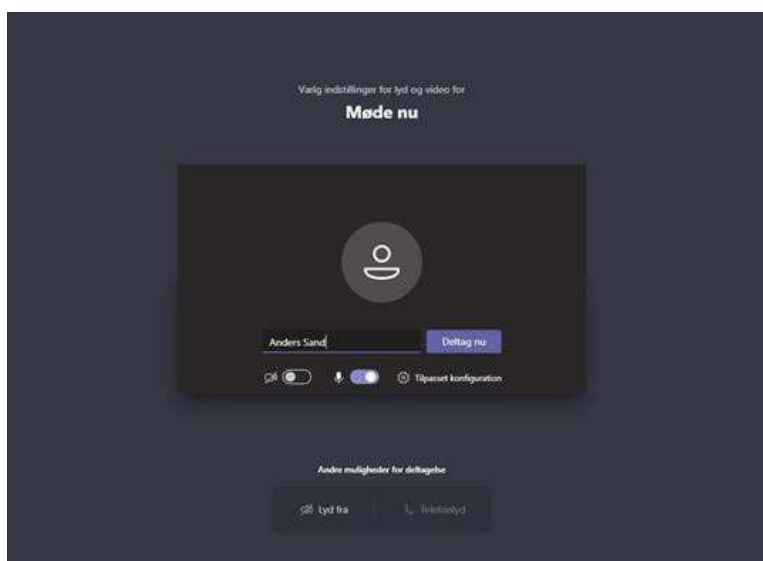 Vælg indstillinger for lyd og video for
Møde nu
Anders Sand
Deltag nu
Tilpasset konfiguration
Andre muligheder for deltagelse
Lyd fra
Telefonlyd